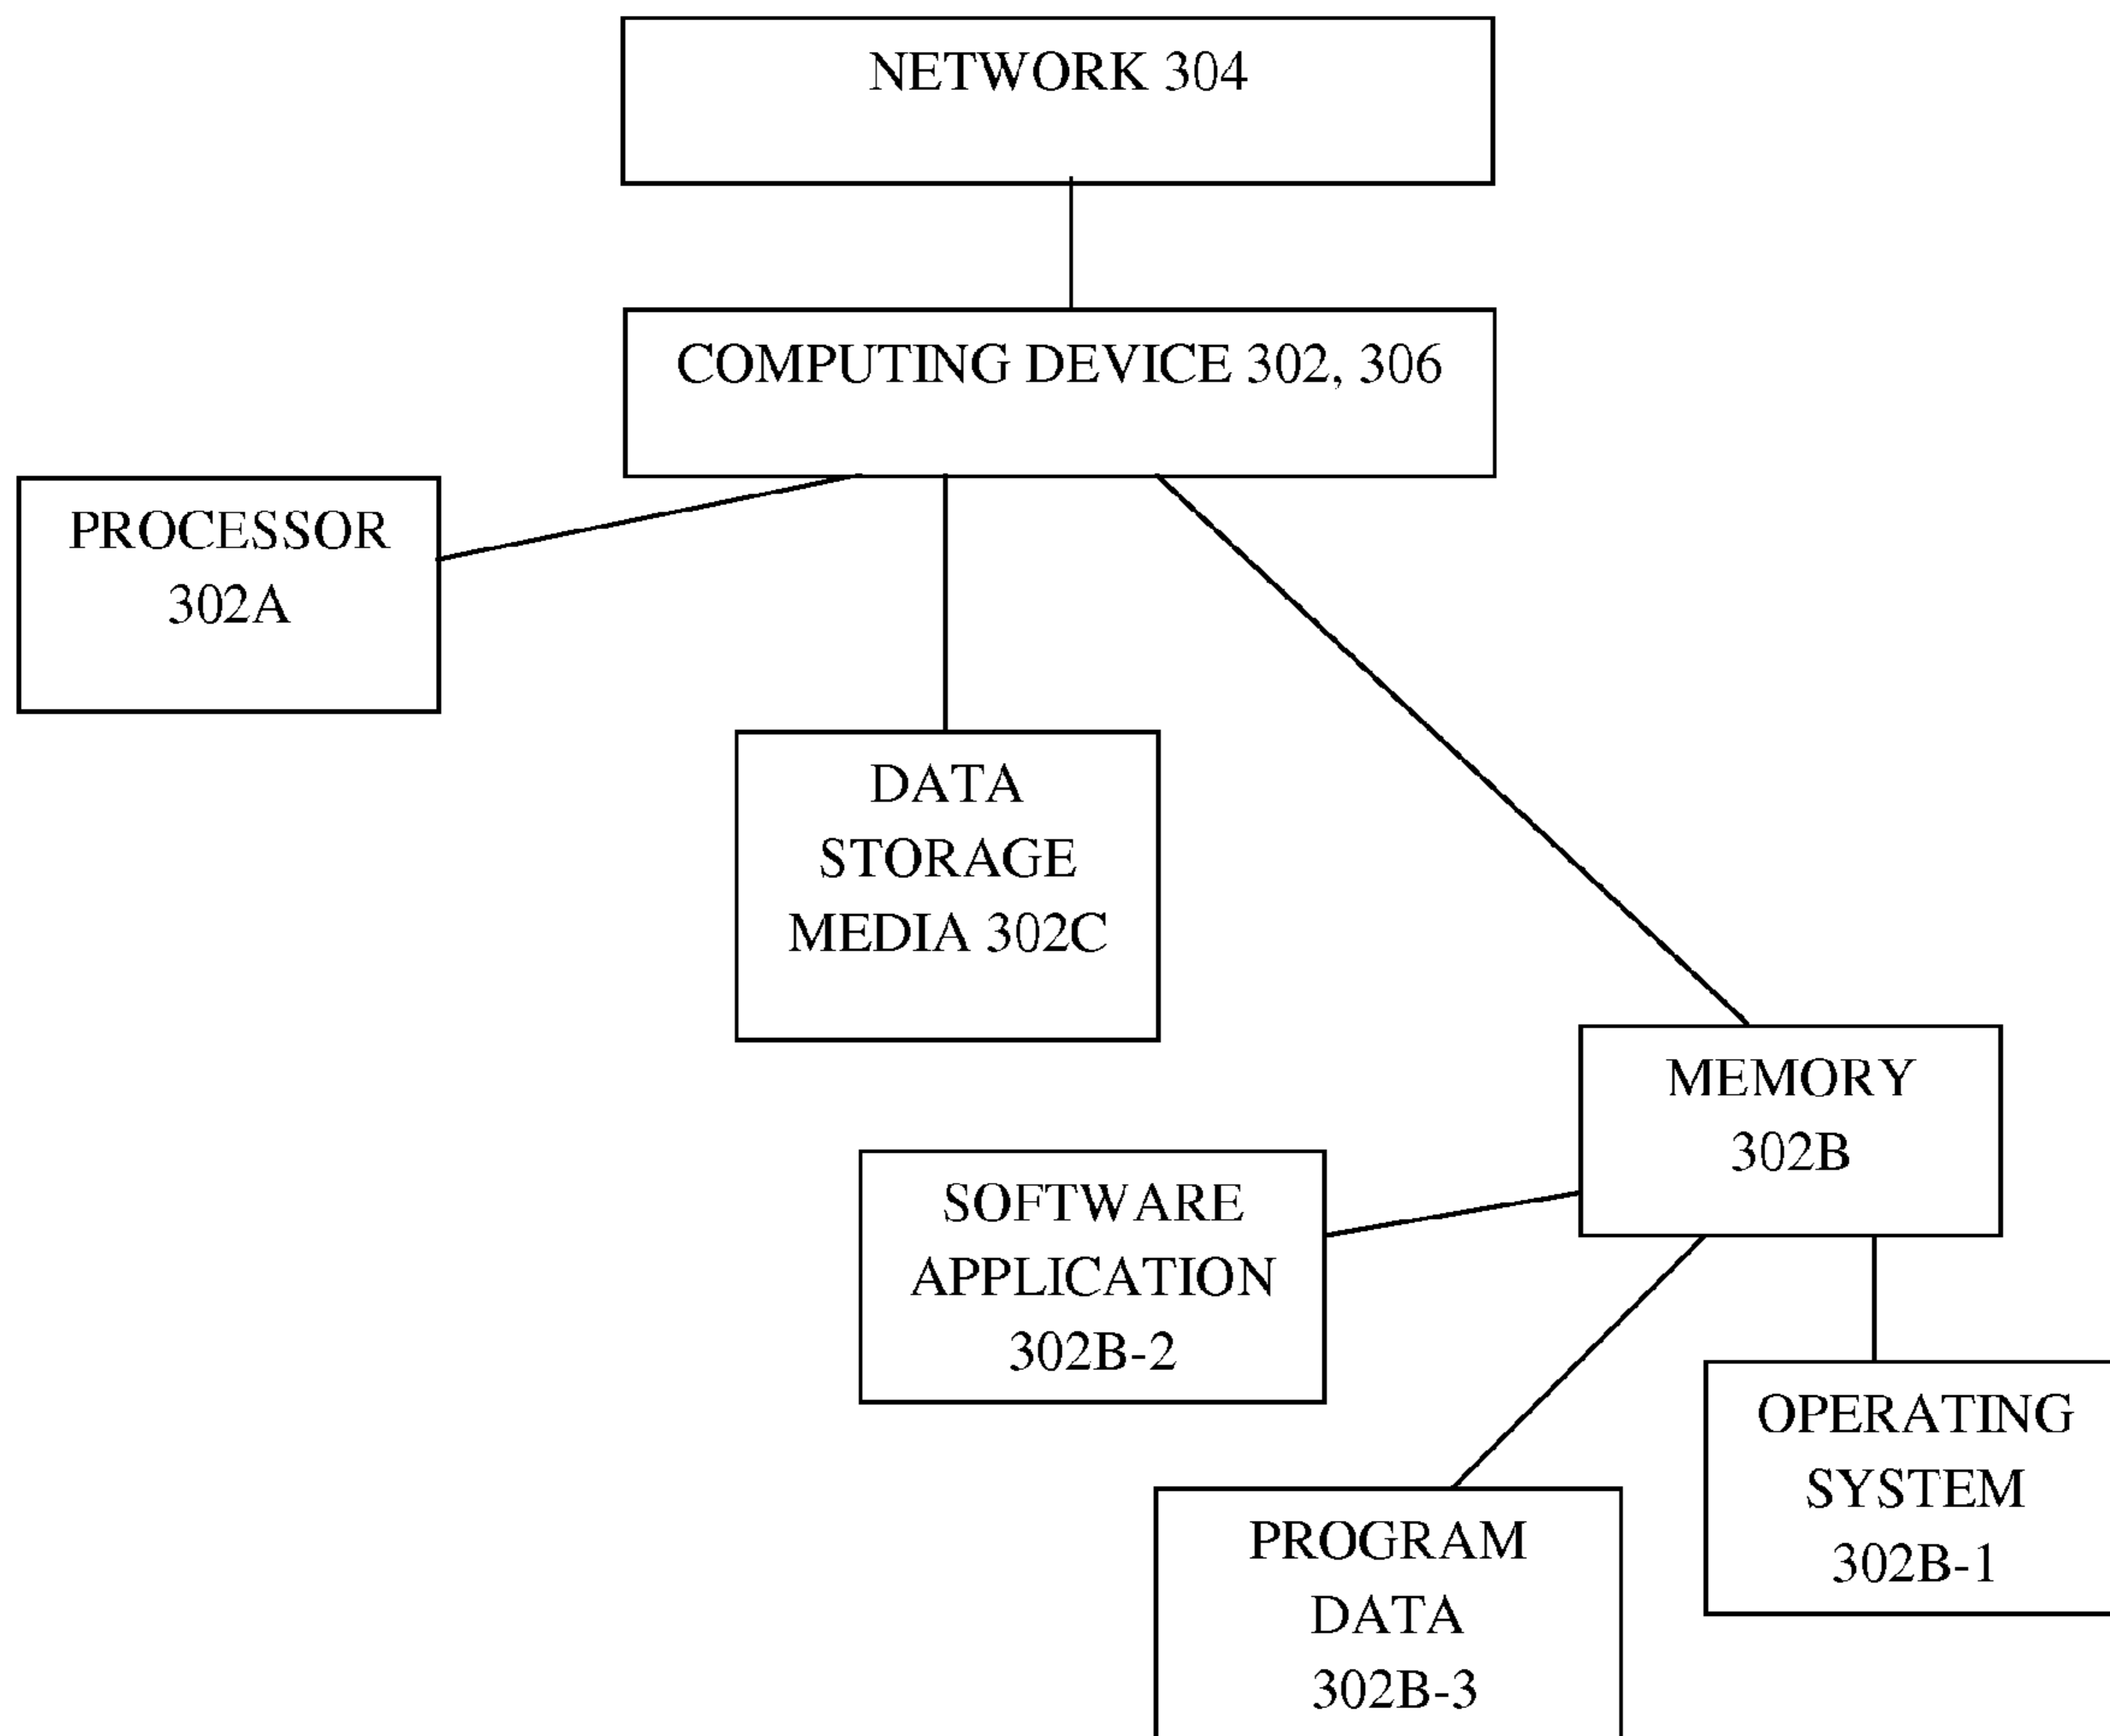 NETWORK 304
COMPUTING DEVICE 302, 306
PROCESSOR
302A
DATA
STORAGE
MEDIA 302C
MEMORY
302B
SOFTWARE
APPLICATION
302B-2
OPERATING
SYSTEM
302B-1
PROGRAM
DATA
302B-3